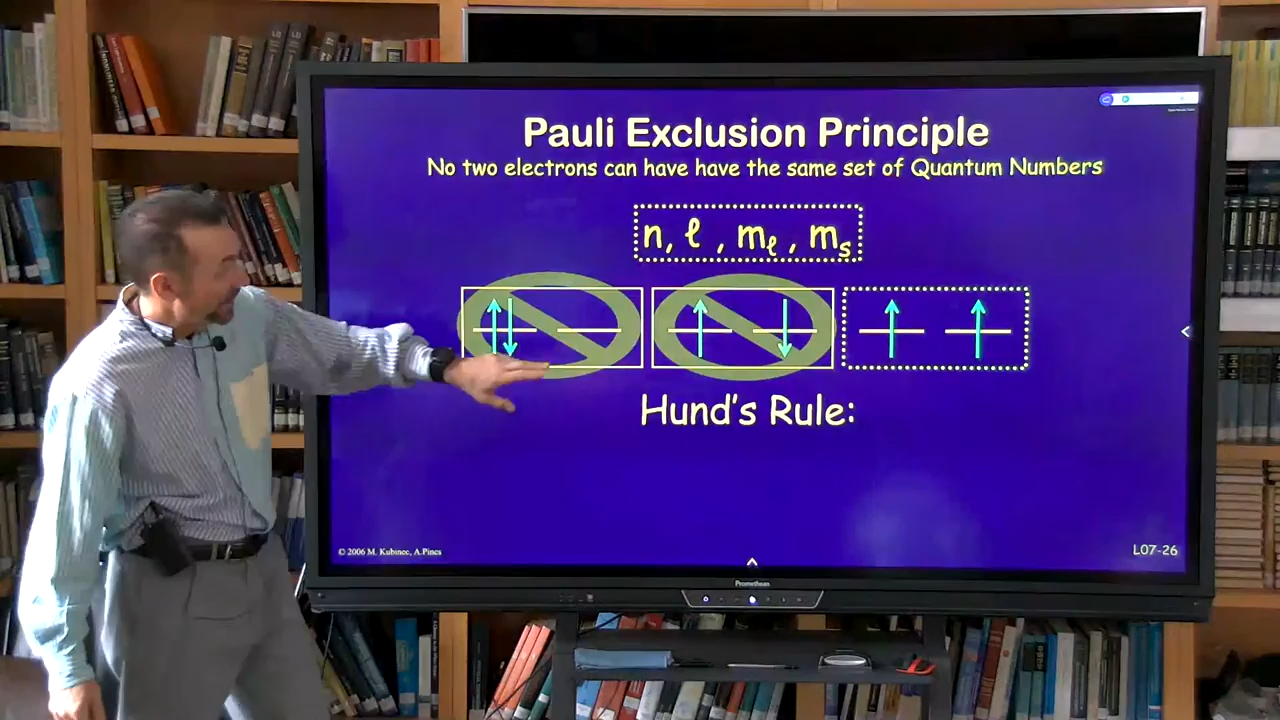 Pauli Exclusion Principle
No two electrons can have have the same set of Quantum Numbers
n, ℓ, mℓ, mₛ
Hund's Rule:
© 2006 M. Kubinec, A.Pines
L07-26
Promethean